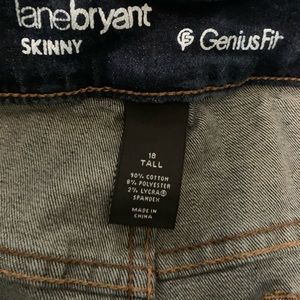 lanebryant
SKINNY
GeniusFit
18
TALL
90% COTTON
8% POLYESTER
2% LYCRA®
SPANDEX
MADE IN
CHINA